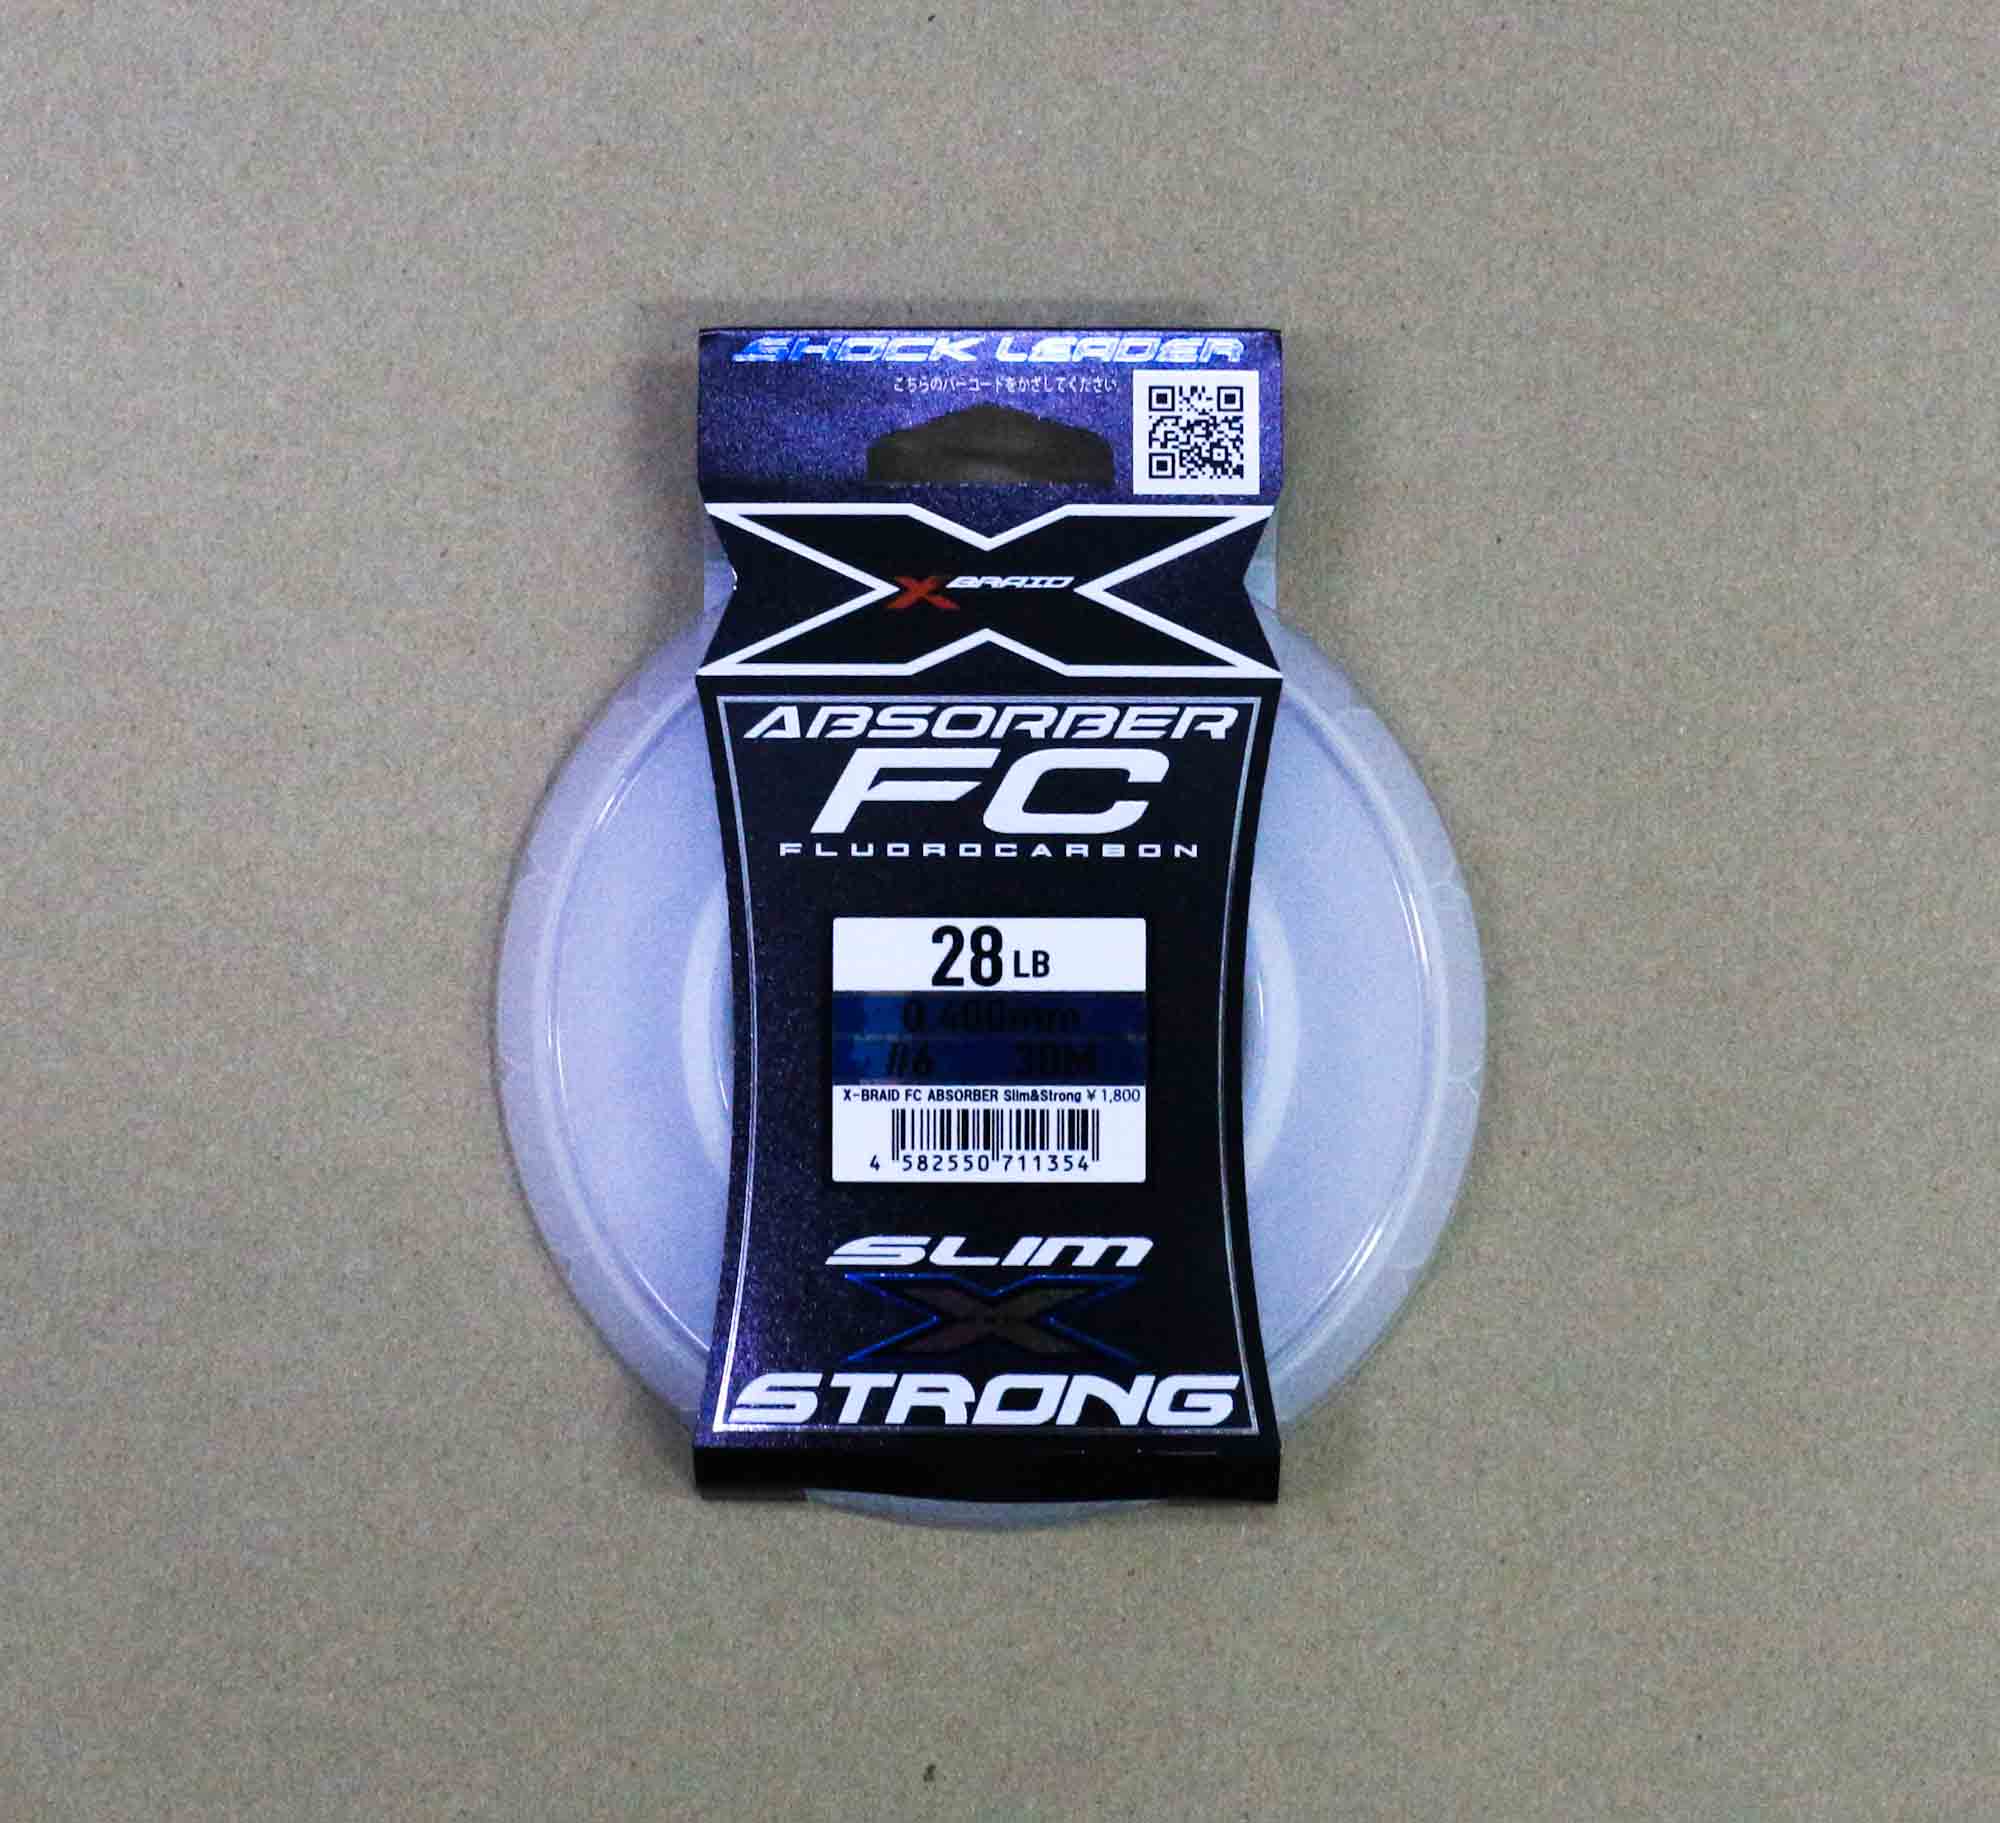 SHOCK LEADER
こちらのバーコードをかざしてください
X BRAID
ABSORBER
FC
FLUOROCARBON
28LB
0.400mm
#6 30M
X-BRAID FC ABSORBER Slim&Strong ¥1,800
4 582550 711354
SLIM
X
STRONG